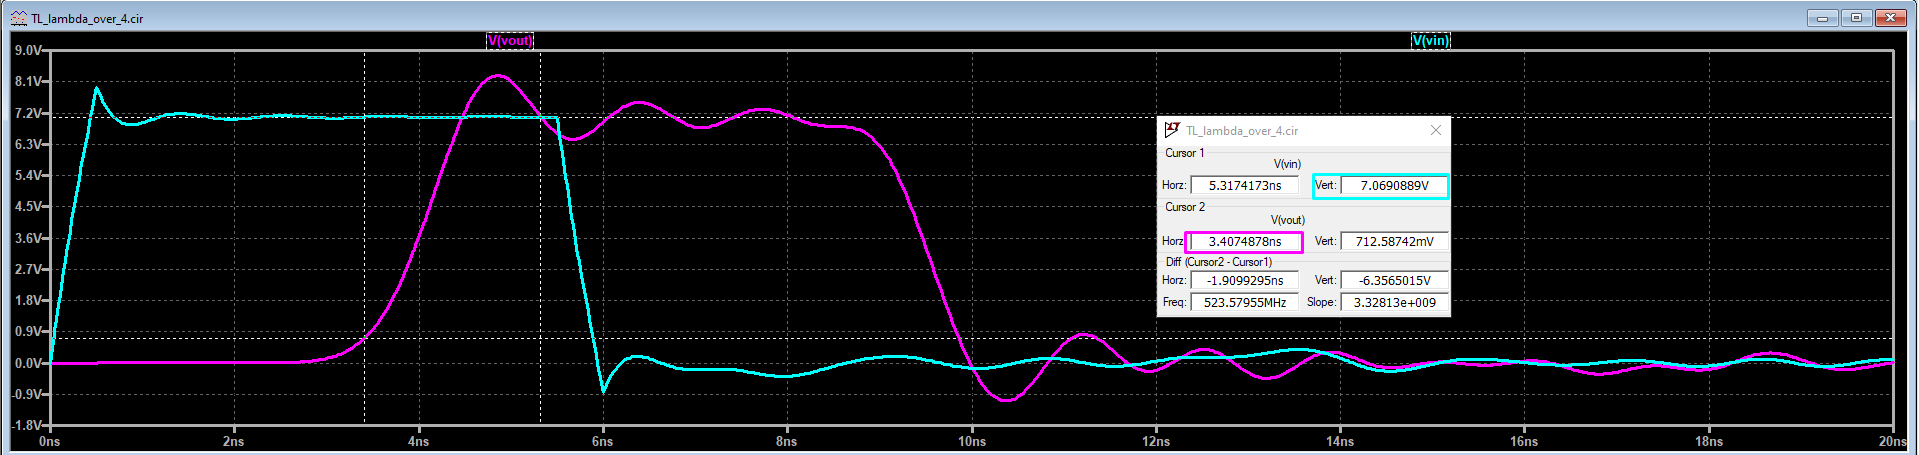 TL_lambda_over_4.cir
V(vout) V(vin)
9.0V
8.1V
7.2V
6.3V
5.4V
4.5V
3.6V
2.7V
1.8V
0.9V
0.0V
-0.9V
-1.8V
0ns 2ns 4ns 6ns 8ns 10ns 12ns 14ns 16ns 18ns 20ns
TL_lambda_over_4.cir
Cursor 1
V(vin)
Horz: 5.3174173ns Vert: 7.0690889V
Cursor 2
V(vout)
Horz 3.4074878ns Vert: 712.58742mV
Diff (Cursor2 - Cursor1)
Horz: -1.9099295ns Vert: -6.3565015V
Freq: 523.57955MHz Slope: 3.32813e+009